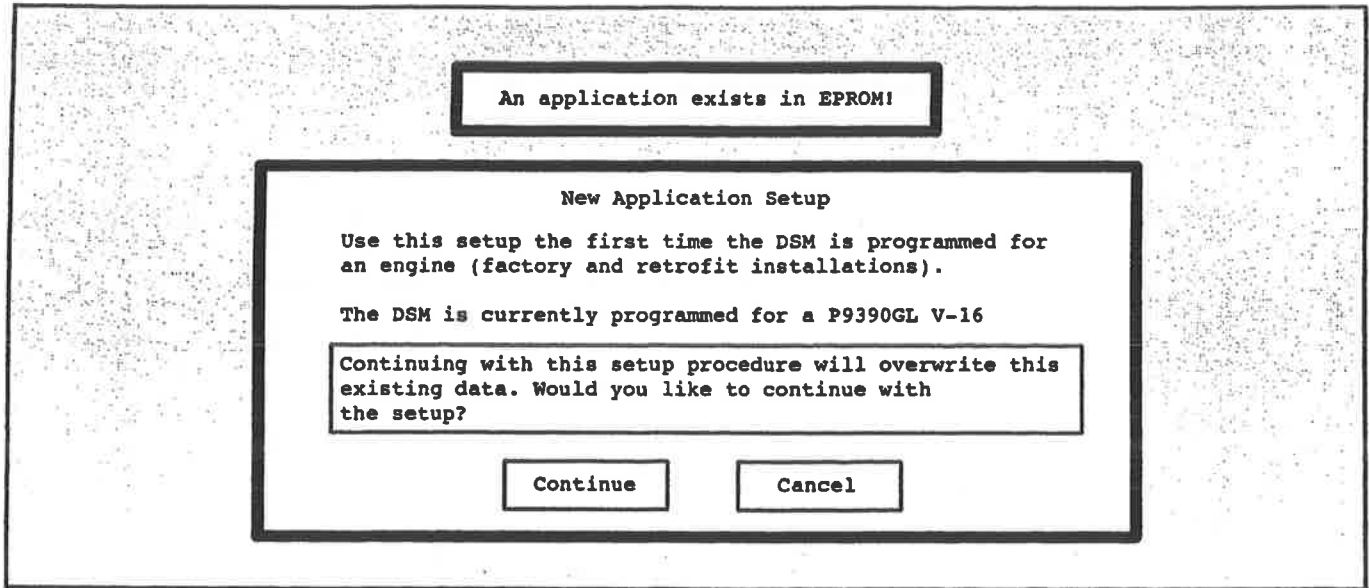 An application exists in EPROM!
New Application Setup
Use this setup the first time the DSM is programmed for
an engine (factory and retrofit installations).
The DSM is currently programmed for a P9390GL V-16
Continuing with this setup procedure will overwrite this
existing data. Would you like to continue with
the setup?
Continue
Cancel